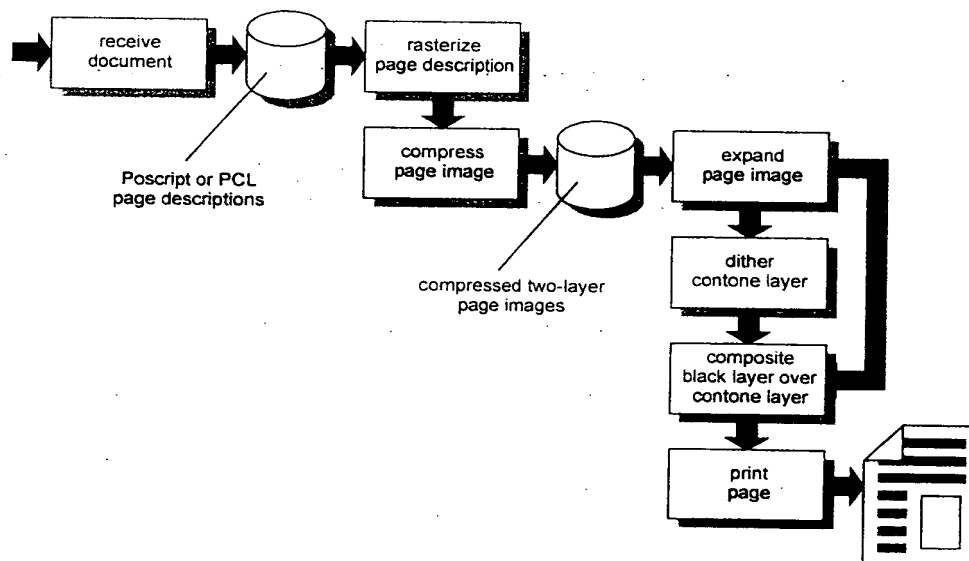 receive
document
rasterize
page description
compress
page image
expand
page image
Poscript or PCL
page descriptions
dither
contone layer
compressed two-layer
page images
composite
black layer over
contone layer
print
page